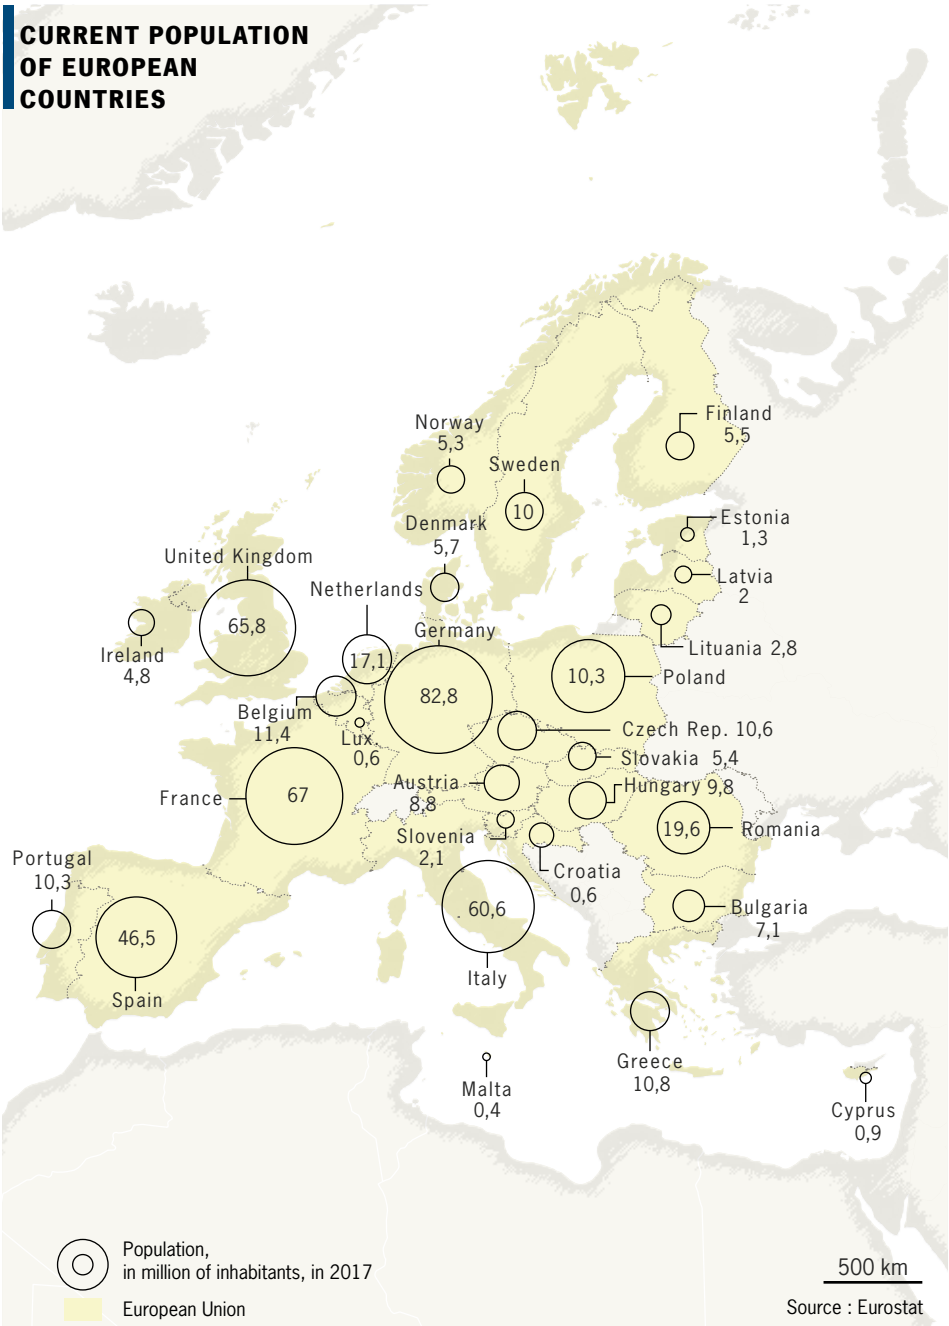 CURRENT POPULATION
OF EUROPEAN
COUNTRIES
Norway
5,3
Finland
5,5
Sweden
10
Denmark
5,7
Estonia
1,3
Latvia
2
Lituania 2,8
United Kingdom
65,8
Ireland
4,8
Netherlands
17,1
Germany
82,8
Poland
10,3
Belgium
11,4
Lux.
0,6
Czech Rep. 10,6
Slovakia 5,4
Hungary 9,8
Austria
8,8
France
67
Slovenia
2,1
Croatia
0,6
Romania
19,6
Bulgaria
7,1
Portugal
10,3
Spain
46,5
Italy
60,6
Greece
10,8
Malta
0,4
Cyprus
0,9
Population,
in million of inhabitants, in 2017
European Union
500 km
Source : Eurostat